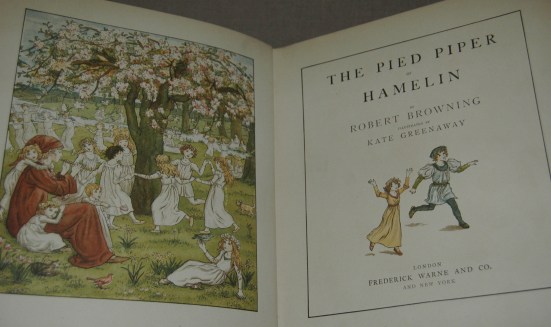 THE PIED PIPER
OF
HAMELIN
BY
ROBERT BROWNING
ILLUSTRATED BY
KATE GREENAWAY
LONDON
FREDERICK WARNE AND CO.
AND NEW YORK